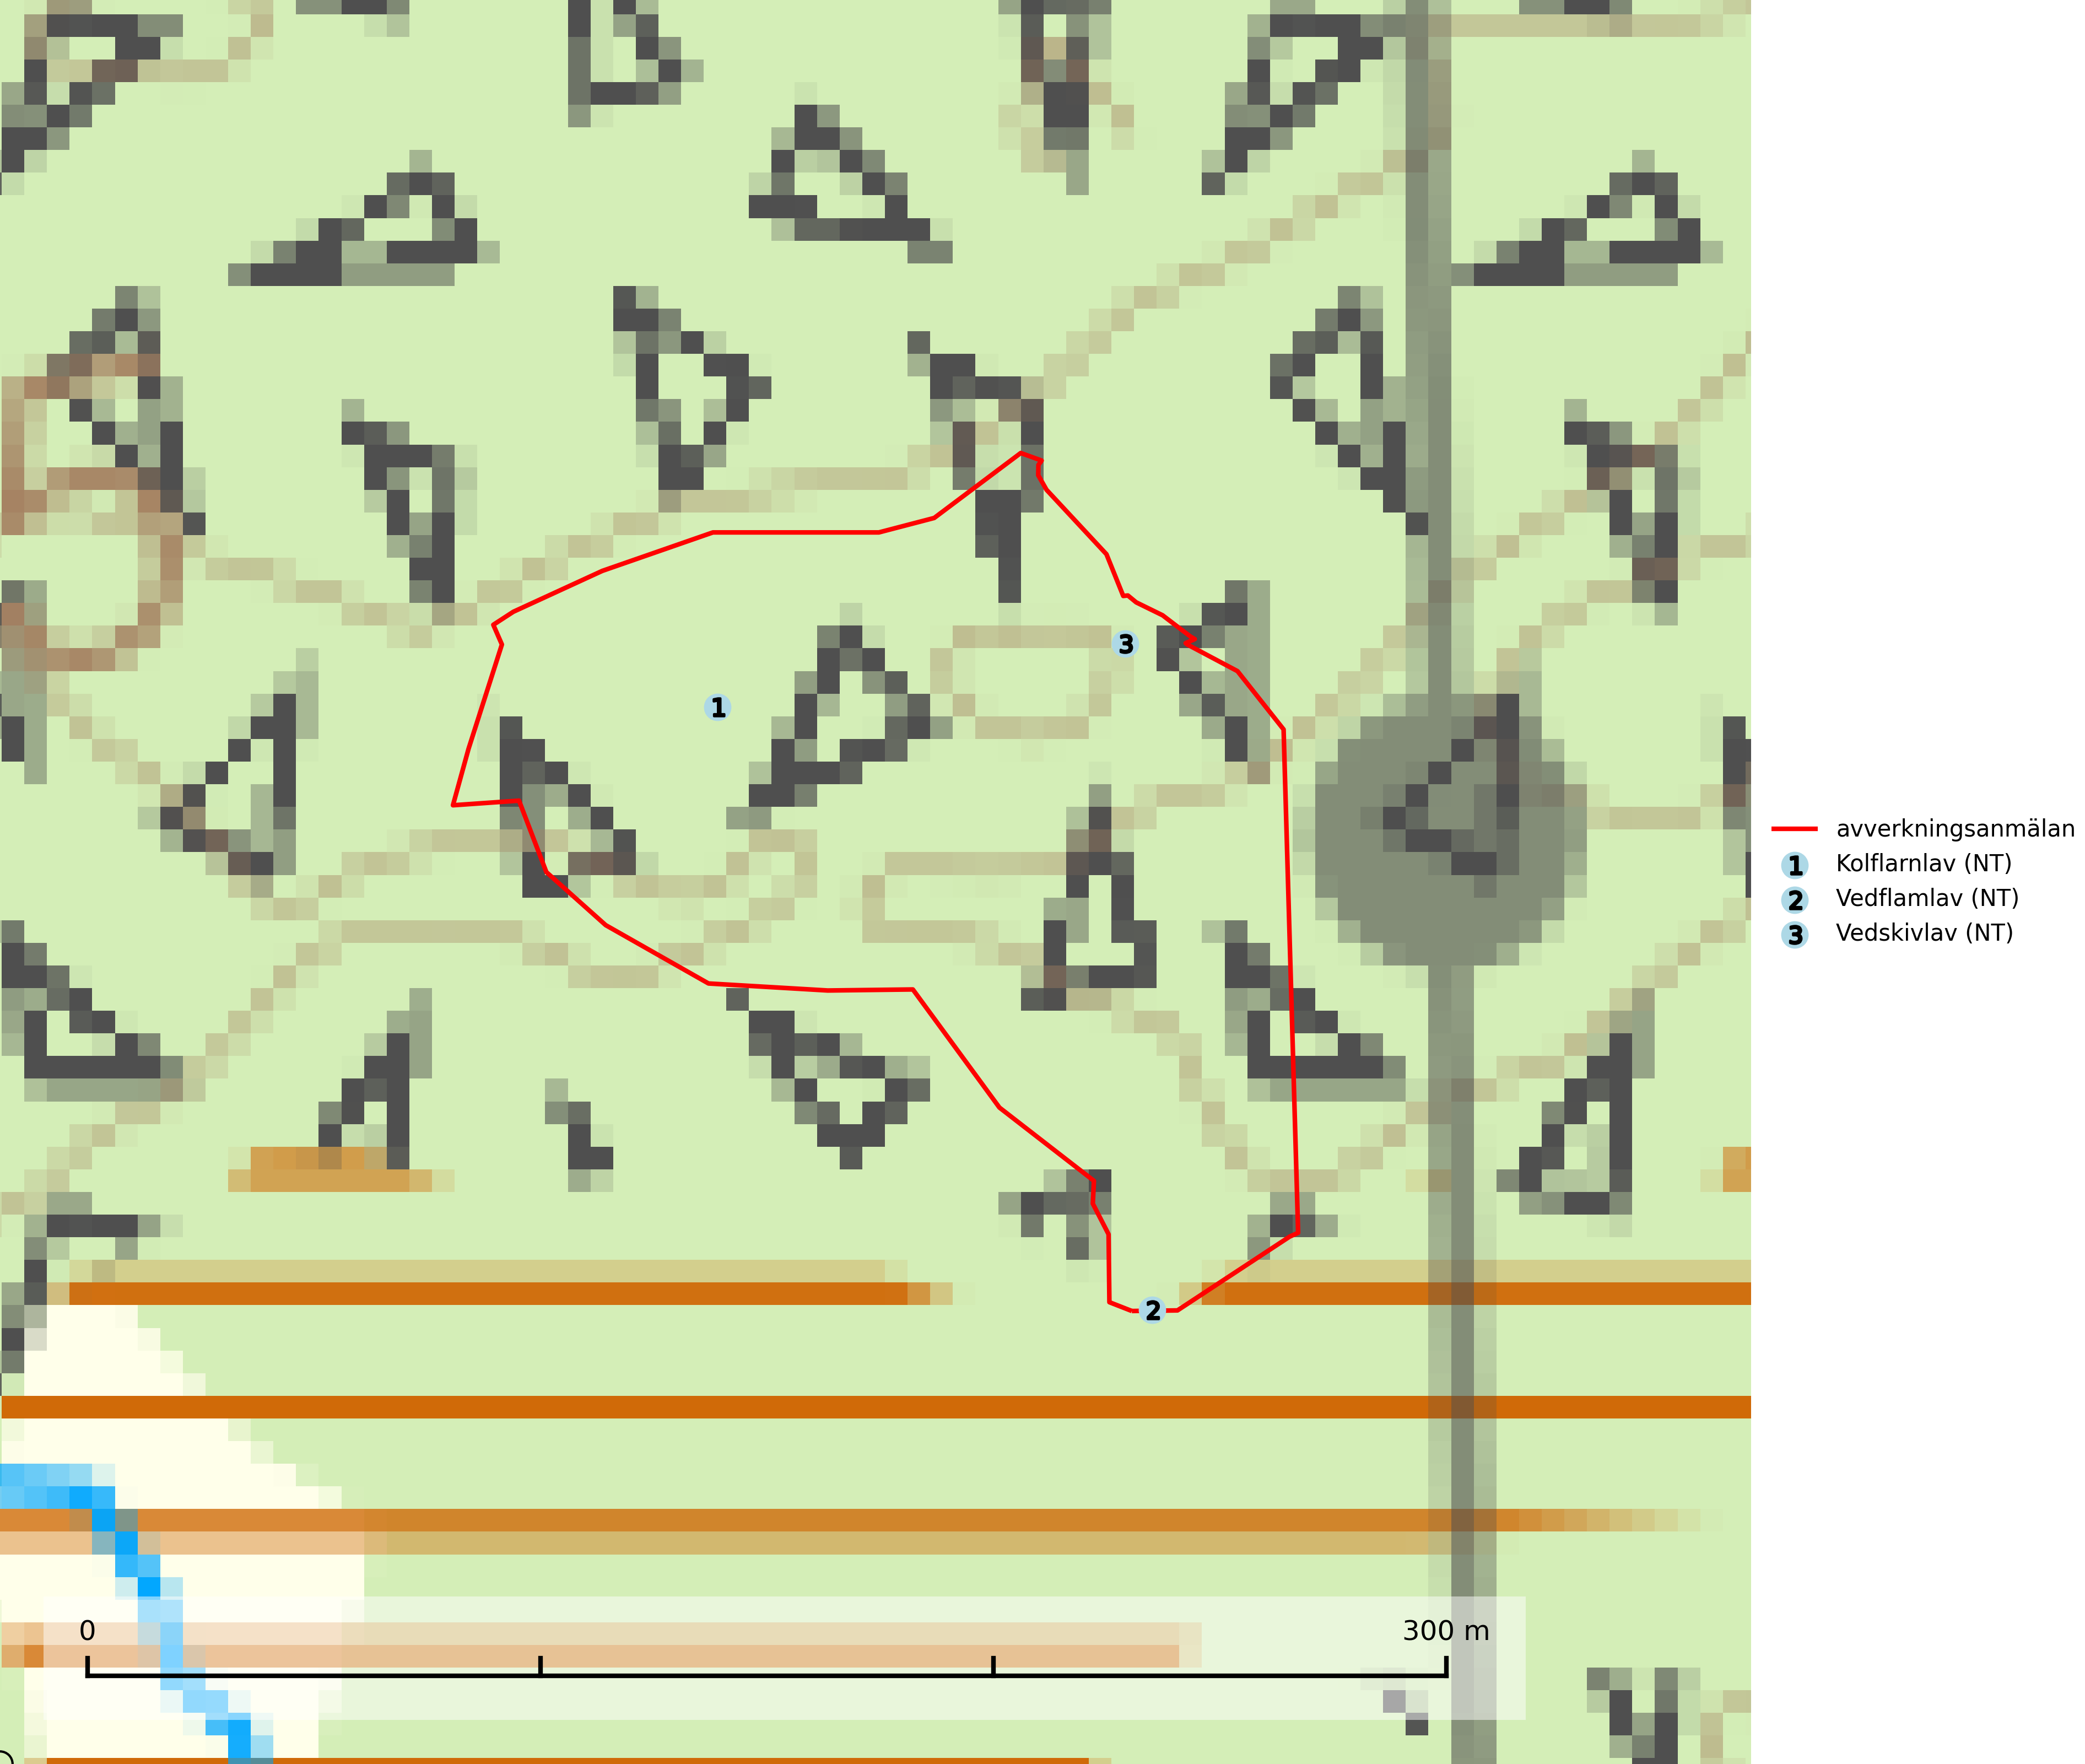 3
1
2
avverkningsanmälan
1 Kolflarnlav (NT)
2 Vedflamlav (NT)
3 Vedskivlav (NT)
0 300 m